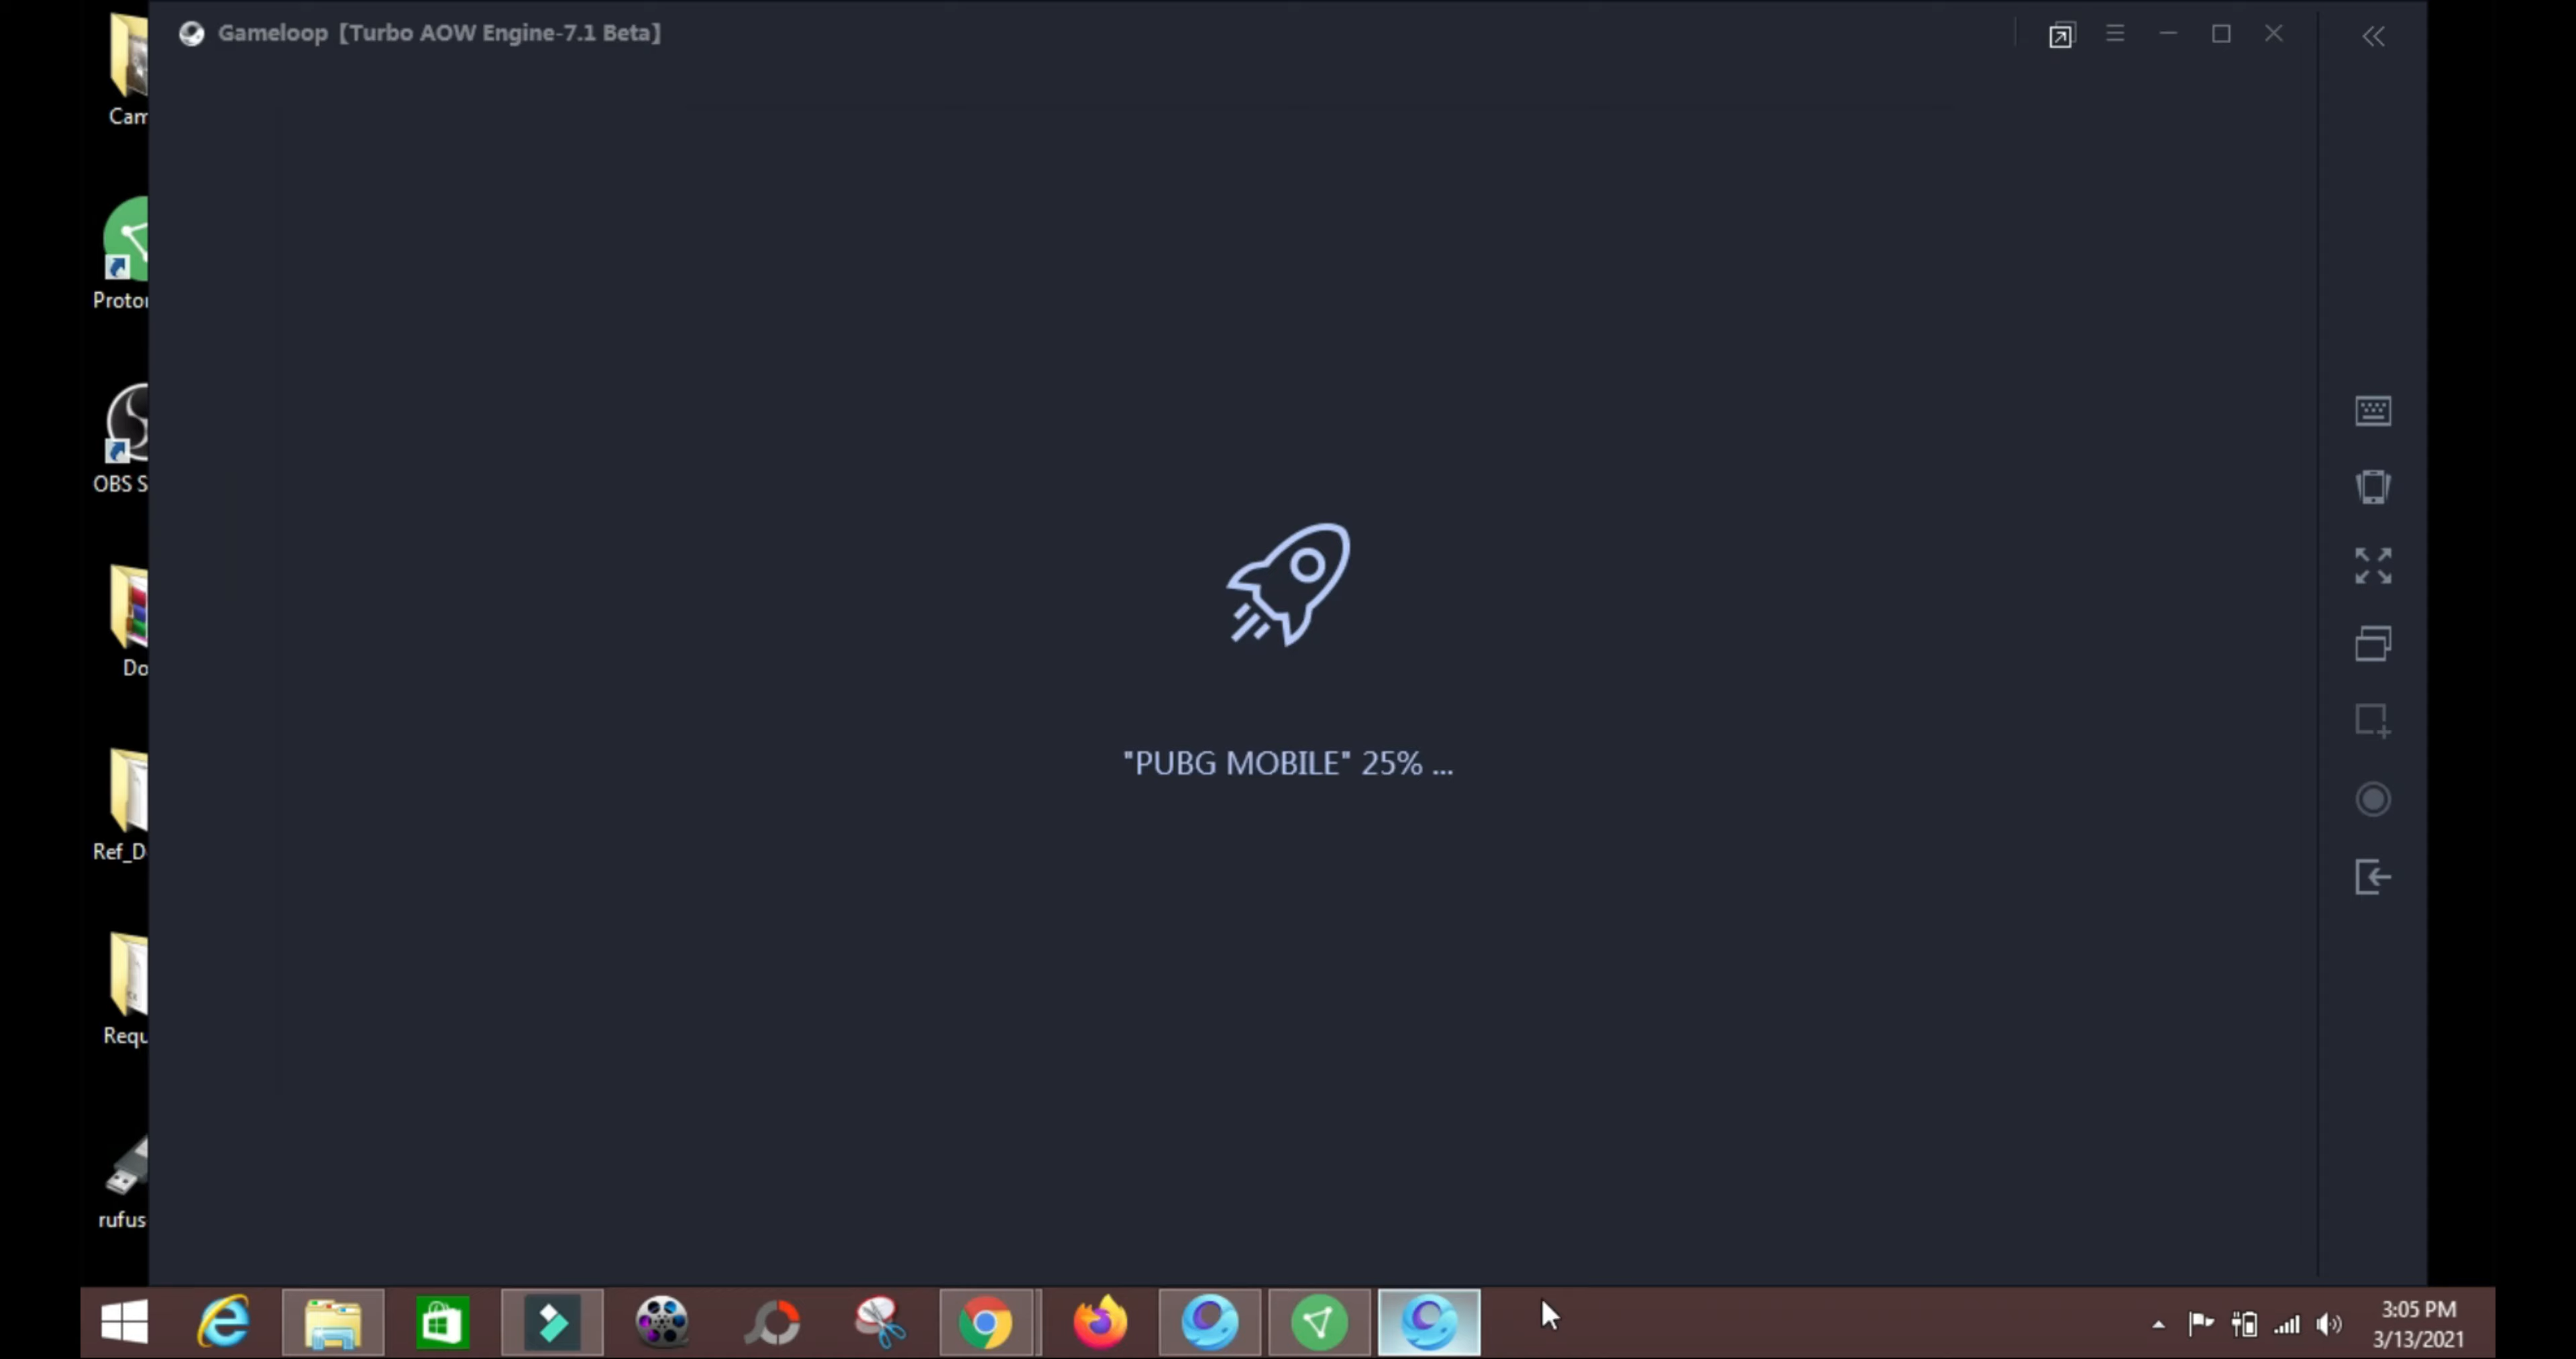 Gameloop [Turbo AOW Engine-7.1 Beta]
Cam
Proton
OBS S
Do
Ref_D
Requ
rufus
"PUBG MOBILE" 25% ...
3:05 PM
3/13/2021